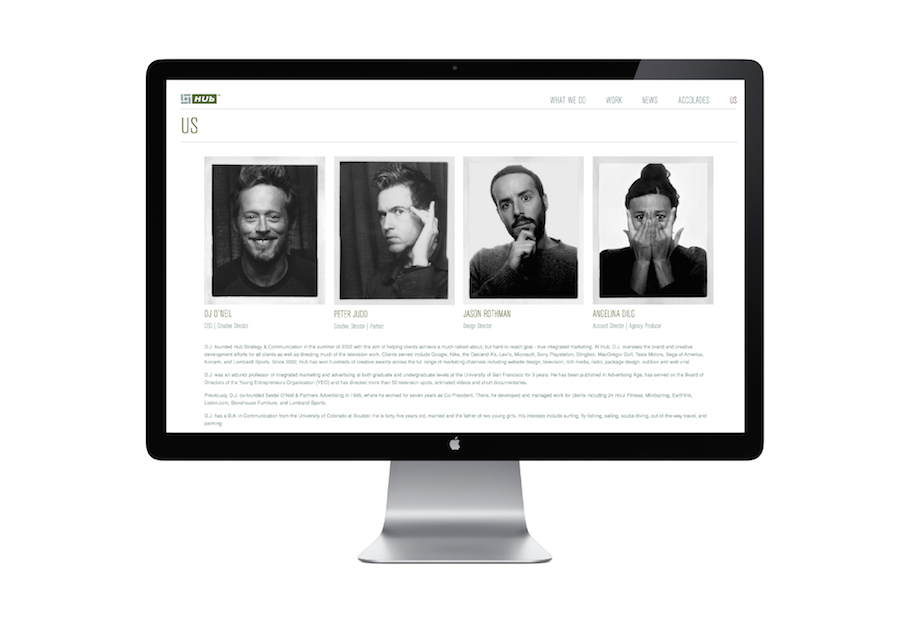 HUb
WHAT WE DO WORK NEWS ACCOLADES US
US
DJ O'NEIL PETER JUDD JASON ROTHMAN ANGELINA DILG
CEO | Creative Director Creative Director | Partner Design Director Account Director | Agency Producer
D.J. founded Hub Strategy & Communication in the summer of 2002 with the aim of helping clients achieve a much-talked about, but hard-to-reach goal - true integrated marketing. At Hub, D.J. oversees the brand and creative
development efforts for all clients as well as directing much of the television work. Clients served include Google, Nike, the Oakland A's, Levi's, Microsoft, Sony Playstation, Slingbox, MacGregor Golf, Tesla Motors, Sega of America,
Konami, and Lombardi Sports. Since 2002, Hub has won hundreds of creative awards across the full range of marketing channels including website design, television, rich media, radio, package design, outdoor and web viral.
D.J. was an adjunct professor of integrated marketing and advertising at both graduate and undergraduate levels at the University of San Francisco for 3 years. He has been published in Advertising Age, has served on the Board of
Directors of the Young Entrepreneurs Organization (YEO) and has directed more than 50 television spots, animated videos and short documentaries.
Previously, D.J. co-founded Seidel O'Neil & Partners Advertising in 1995, where he worked for seven years as Co-President. There, he developed and managed work for clients including 24 Hour Fitness, Mindspring, Earthlink,
Listen.com, Storehouse Furniture, and Lombardi Sports.
D.J. has a B.A. in Communication from the University of Colorado at Boulder. He is forty five years old, married and the father of two young girls. His interests include surfing, fly-fishing, sailing, scuba diving, out-of-the-way travel, and
painting.